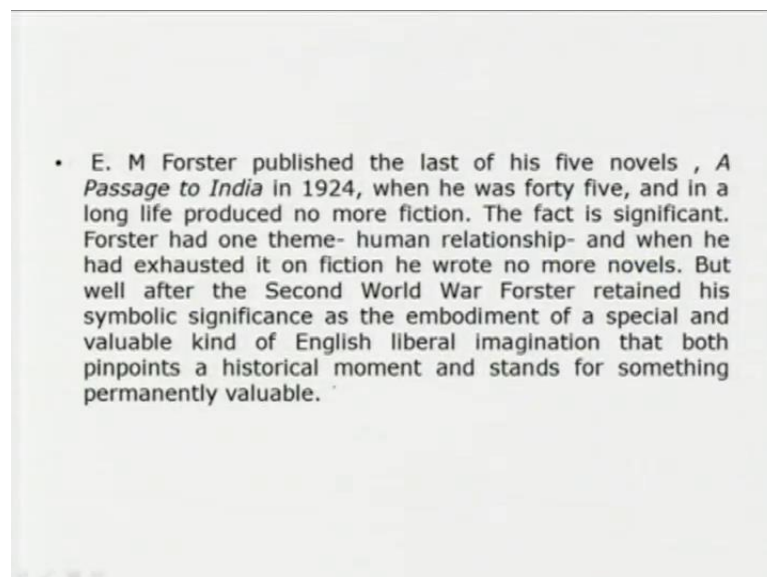 • E. M Forster published the last of his five novels , A
Passage to India in 1924, when he was forty five, and in a
long life produced no more fiction. The fact is significant.
Forster had one theme- human relationship- and when he
had exhausted it on fiction he wrote no more novels. But
well after the Second World War Forster retained his
symbolic significance as the embodiment of a special and
valuable kind of English liberal imagination that both
pinpoints a historical moment and stands for something
permanently valuable.